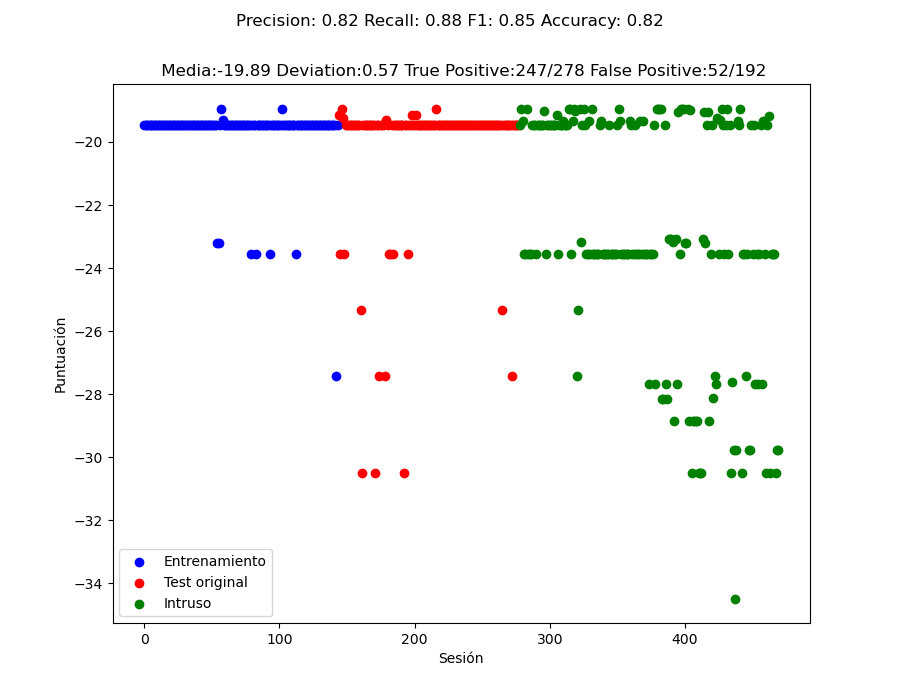 Precision: 0.82 Recall: 0.88 F1: 0.85 Accuracy: 0.82
Media:-19.89 Deviation:0.57 True Positive:247/278 False Positive:52/192
−20
−22
−24
−26
−28
−30
−32
−34
Puntuación
Entrenamiento
Test original
Intruso
0
100
200
300
400
Sesión